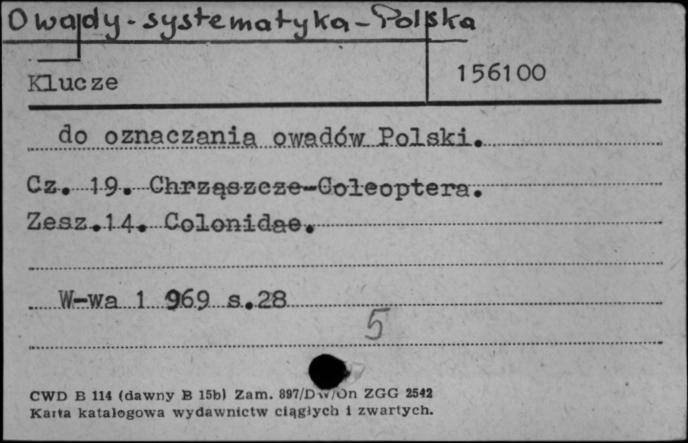 Owady - systematyka - Polska
Klucze
156100
do oznaczania owadów Polski.
Cz. 19. Chrząszcze-Coleoptera.
Zesz.14. Colonidae.
W-wa 1 969 s.28
5
CWD B 114 (dawny B 15b) Zam. 897/DW/On ZGG 2542
Karta katalogowa wydawnictw ciągłych i zwartych.